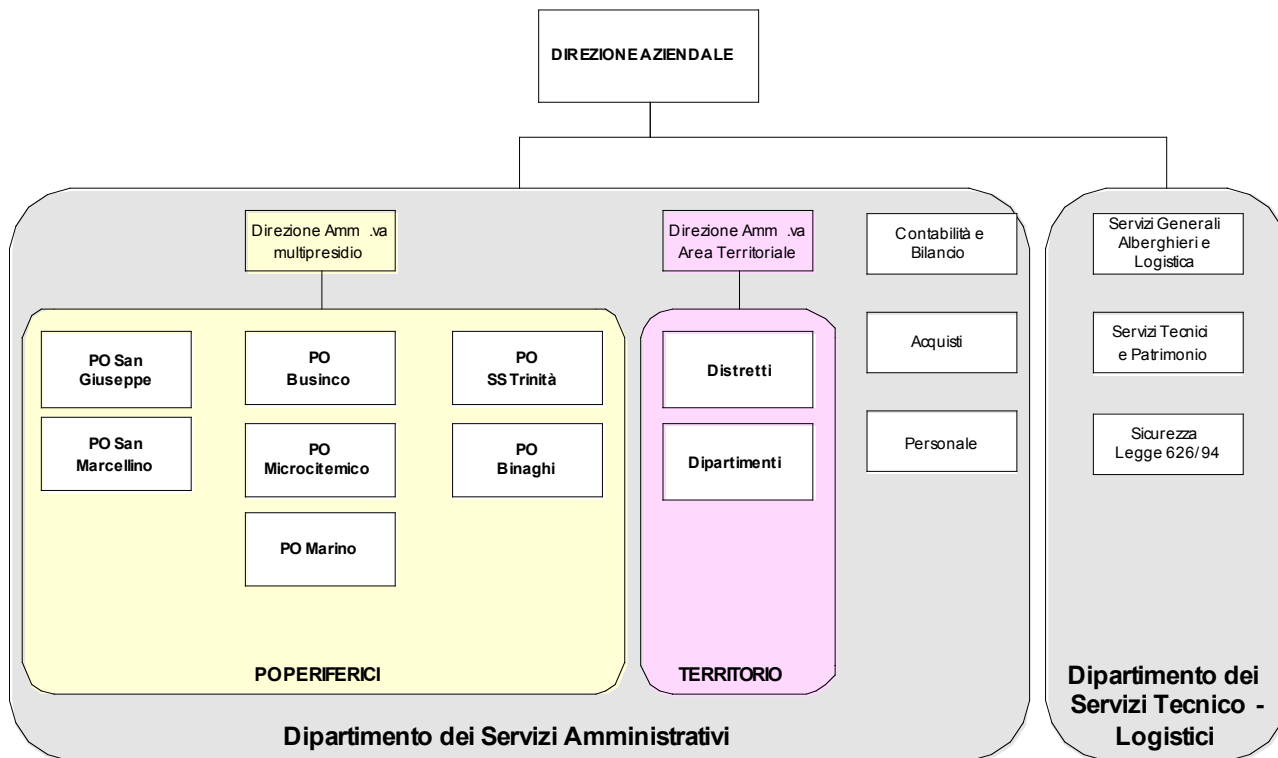 DIREZIONE AZIENDALE
Direzione Amm .va
multipresidio
Direzione Amm .va
Area Territoriale
Contabilità e
Bilancio
Servizi Generali
Alberghieri e
Logistica
PO San
Giuseppe
PO
Businco
PO
SS Trinità
Distretti
Acquisti
Servizi Tecnici
e Patrimonio
PO San
Marcellino
PO
Microcitemico
PO
Binaghi
Dipartimenti
Personale
Sicurezza
Legge 626/94
PO Marino
PO PERIFERICI
TERRITORIO
Dipartimento dei Servizi Amministrativi
Dipartimento dei
Servizi Tecnico -
Logistici